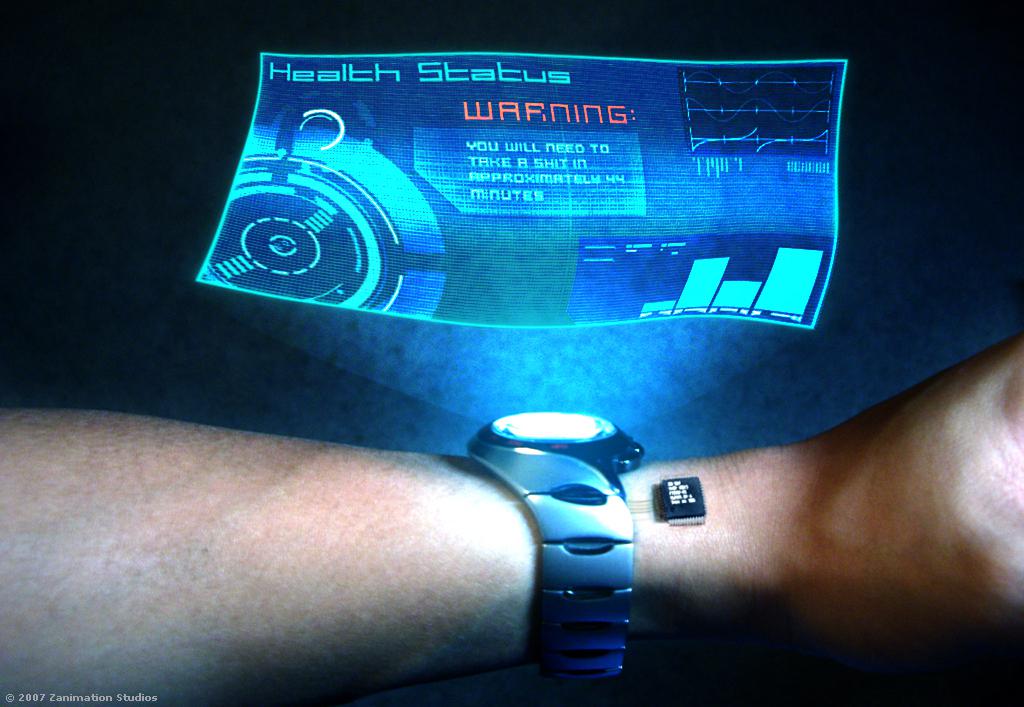 Health Status
WARNING:
YOU WILL NEED TO
TAKE A SHIT IN
APPROXIMATELY 44
MINUTES
© 2007 Zanimation Studios